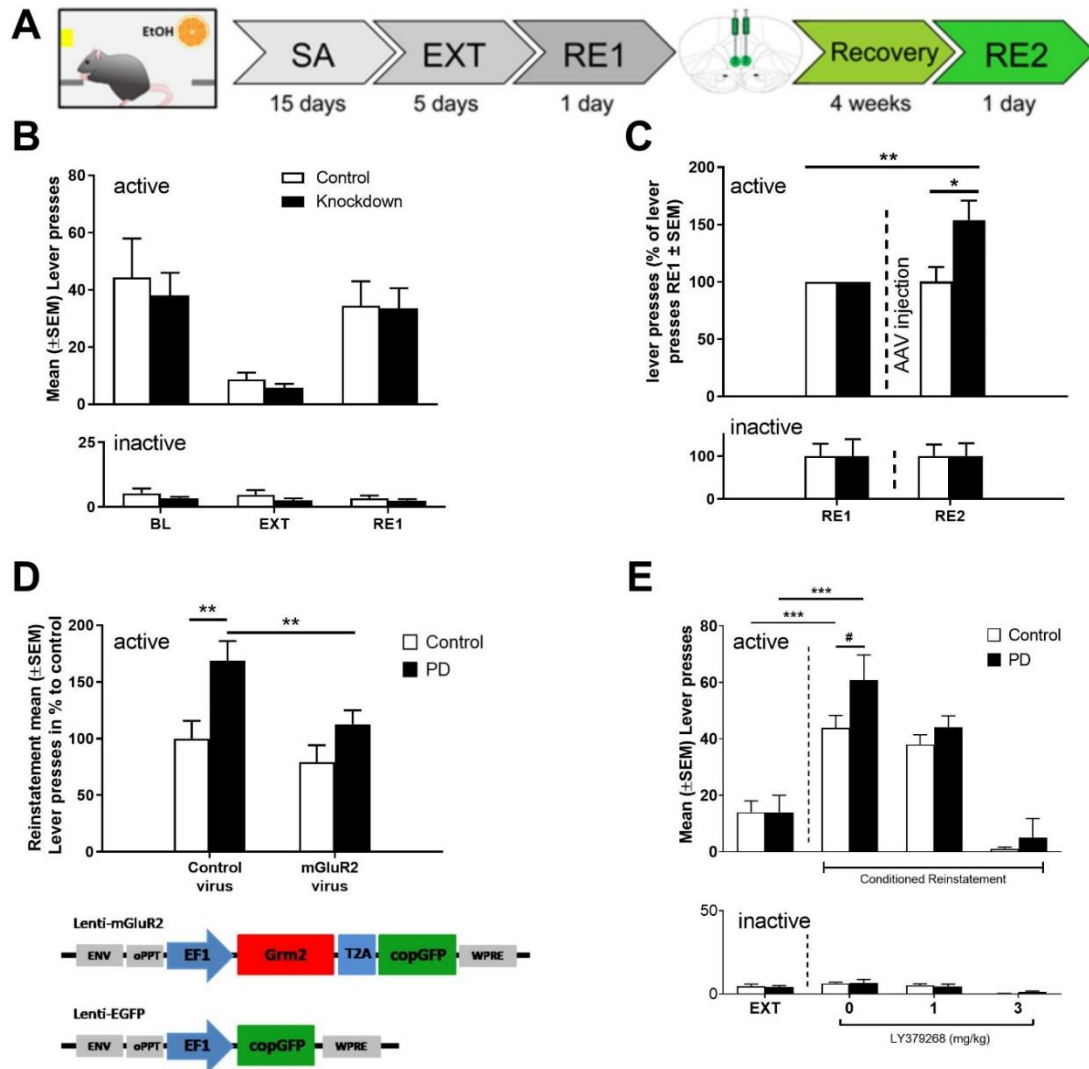 A
EtOH
SA
EXT
RE1
Recovery
RE2
15 days
5 days
1 day
4 weeks
1 day
B
Mean (±SEM) Lever presses
80
60
40
20
0
active
Control
Knockdown
25
0
inactive
BL
EXT
RE1
C
lever presses (% of lever
presses RE1 ± SEM)
200
150
100
50
0
active
**
*
AAV injection
100
0
inactive
RE1
RE2
D
Reinstatement mean (±SEM)
Lever presses in % to control
200
150
100
50
0
active
**
**
Control
PD
Control
virus
mGluR2
virus
Lenti-mGluR2
ENV
oPPT
EF1
Grm2
T2A
copGFP
WPRE
Lenti-EGFP
ENV
oPPT
EF1
copGFP
WPRE
E
Mean (±SEM) Lever presses
80
60
40
20
0
active
***
***
#
Control
PD
Conditioned Reinstatement
50
0
inactive
EXT
0
1
3
LY379268 (mg/kg)